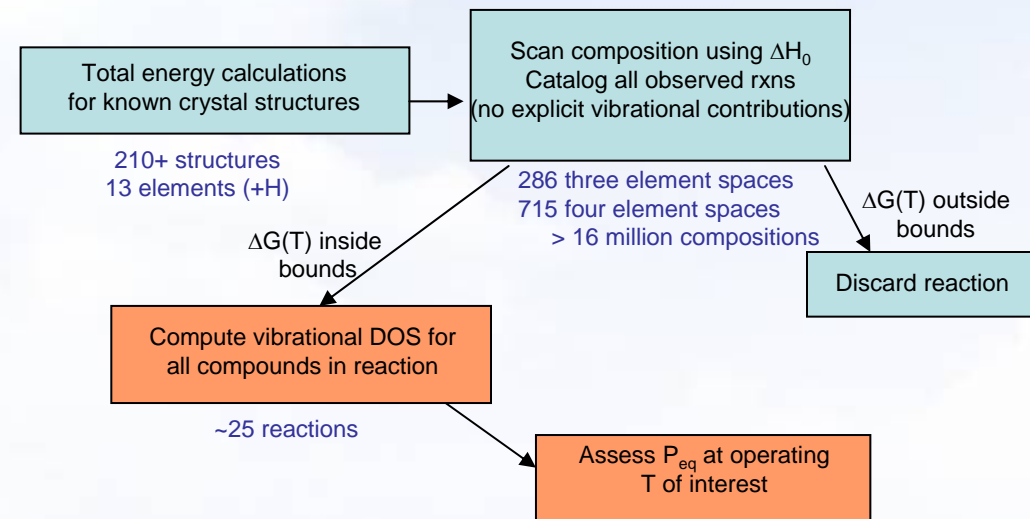 Total energy calculations
for known crystal structures
210+ structures
13 elements (+H)
Scan composition using ΔH₀
Catalog all observed rxns
(no explicit vibrational contributions)
286 three element spaces
715 four element spaces
> 16 million compositions
ΔG(T) outside
bounds
Discard reaction
ΔG(T) inside
bounds
Compute vibrational DOS for
all compounds in reaction
~25 reactions
Assess Peq at operating
T of interest